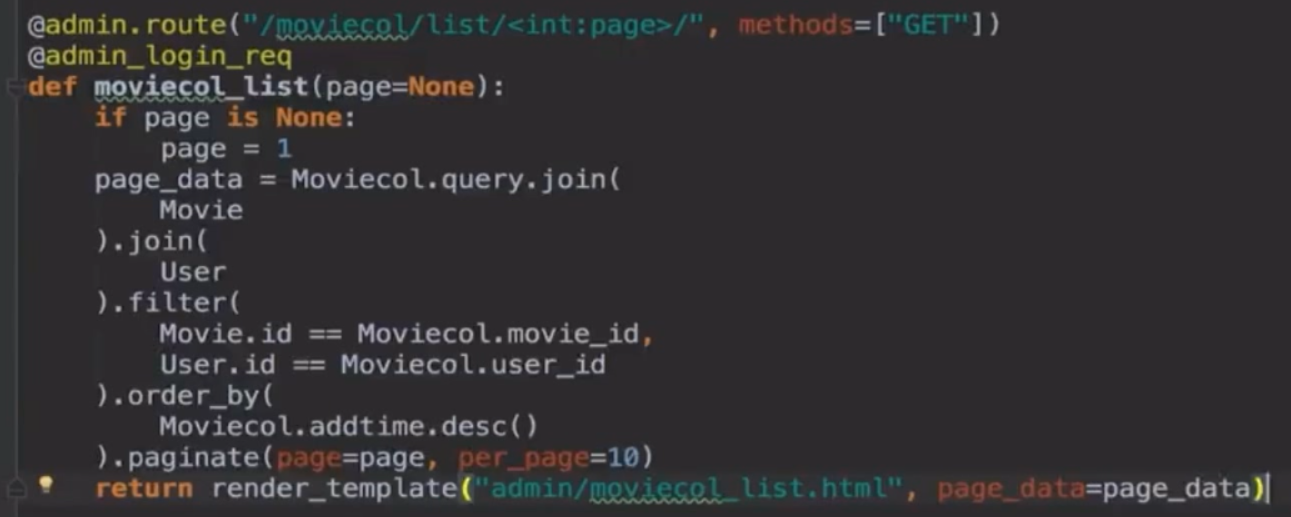 @admin.route("/moviecol/list/<int:page>/", methods=["GET"])
@admin_login_req
def moviecol_list(page=None):
    if page is None:
        page = 1
    page_data = Moviecol.query.join(
        Movie
    ).join(
        User
    ).filter(
        Movie.id == Moviecol.movie_id,
        User.id == Moviecol.user_id
    ).order_by(
        Moviecol.addtime.desc()
    ).paginate(page=page, per_page=10)
    return render_template("admin/moviecol_list.html", page_data=page_data)